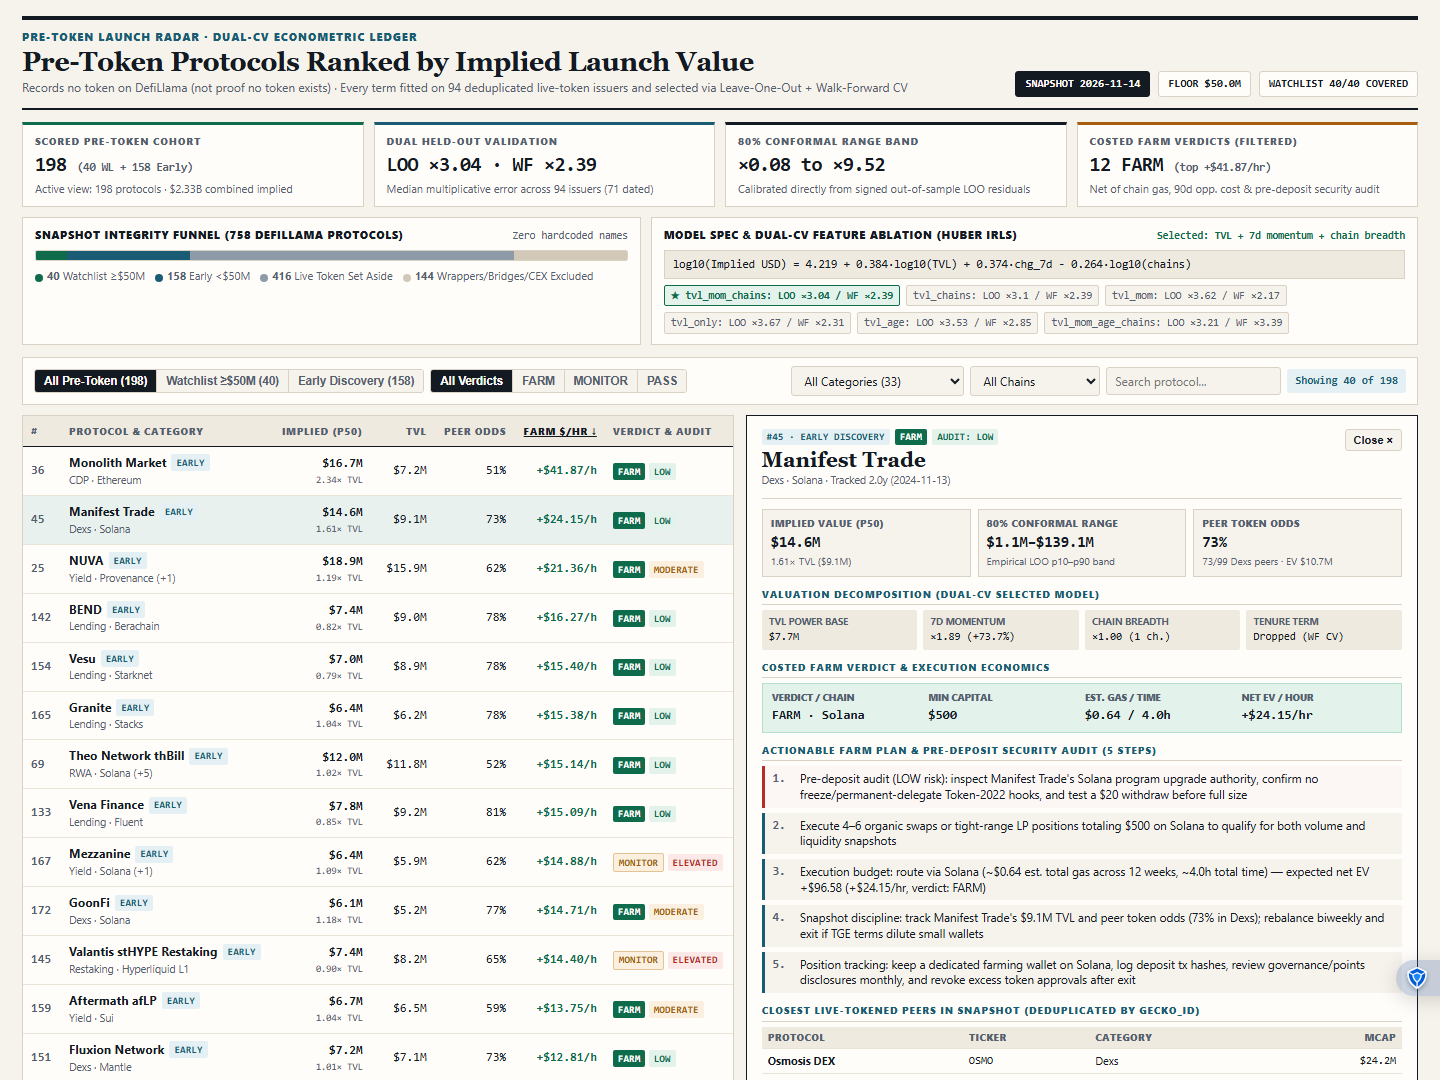 PRE-TOKEN LAUNCH RADAR · DUAL-CV ECONOMETRIC LEDGER
Pre-Token Protocols Ranked by Implied Launch Value
Records no token on DefiLlama (not proof no token exists) · Every term fitted on 94 deduplicated live-token issuers and selected via Leave-One-Out + Walk-Forward CV
SNAPSHOT 2026-11-14
FLOOR $50.0M
WATCHLIST 40/40 COVERED
SCORED PRE-TOKEN COHORT
198 (40 WL + 158 Early)
Active view: 198 protocols · $2.33B combined implied
DUAL HELD-OUT VALIDATION
LOO ×3.04 · WF ×2.39
Median multiplicative error across 94 issuers (71 dated)
80% CONFORMAL RANGE BAND
×0.08 to ×9.52
Calibrated directly from signed out-of-sample LOO residuals
COSTED FARM VERDICTS (FILTERED)
12 FARM (top +$41.87/hr)
Net of chain gas, 90d opp. cost & pre-deposit security audit
SNAPSHOT INTEGRITY FUNNEL (758 DEFILLAMA PROTOCOLS)
Zero hardcoded names
40 Watchlist ≥$50M
158 Early <$50M
416 Live Token Set Aside
144 Wrappers/Bridges/CEX Excluded
MODEL SPEC & DUAL-CV FEATURE ABLATION (HUBER IRLS)
Selected: TVL + 7d momentum + chain breadth
log10(Implied USD) = 4.219 + 0.384·log10(TVL) + 0.374·chg_7d - 0.264·log10(chains)
★ tvl_mom_chains: LOO ×3.04 / WF ×2.39
tvl_chains: LOO ×3.1 / WF ×2.39
tvl_mom: LOO ×3.62 / WF ×2.17
tvl_only: LOO ×3.67 / WF ×2.31
tvl_age: LOO ×3.53 / WF ×2.85
tvl_mom_age_chains: LOO ×3.21 / WF ×3.39
All Pre-Token (198)
Watchlist ≥$50M (40)
Early Discovery (158)
All Verdicts
FARM
MONITOR
PASS
All Categories (33)
All Chains
Search protocol...
Showing 40 of 198
# PROTOCOL & CATEGORY IMPLIED (P50) TVL PEER ODDS FARM $/HR ↓ VERDICT & AUDIT
36 Monolith Market EARLY $16.7M $7.2M 51% +$41.87/h FARM LOW
CDP · Ethereum 2.34× TVL
45 Manifest Trade EARLY $14.6M $9.1M 73% +$24.15/h FARM LOW
Dexs · Solana 1.61× TVL
25 NUVA EARLY $18.9M $15.9M 62% +$21.36/h FARM MODERATE
Yield · Provenance (+1) 1.19× TVL
142 BEND EARLY $7.4M $9.0M 78% +$16.27/h FARM LOW
Lending · Berachain 0.82× TVL
154 Vesu EARLY $7.0M $8.9M 78% +$15.40/h FARM LOW
Lending · Starknet 0.79× TVL
165 Granite EARLY $6.4M $6.2M 78% +$15.38/h FARM LOW
Lending · Stacks 1.04× TVL
69 Theo Network thBill EARLY $12.0M $11.8M 52% +$15.14/h FARM LOW
RWA · Solana (+5) 1.02× TVL
133 Vena Finance EARLY $7.8M $9.2M 81% +$15.09/h FARM LOW
Lending · Fluent 0.85× TVL
167 Mezzanine EARLY $6.4M $5.9M 62% +$14.88/h MONITOR ELEVATED
Yield · Solana (+1) 1.09× TVL
172 GoonFi EARLY $6.1M $5.2M 77% +$14.71/h FARM MODERATE
Dexs · Solana 1.18× TVL
145 Valantis stHYPE Restaking EARLY $7.4M $8.2M 65% +$14.40/h MONITOR ELEVATED
Restaking · Hyperliquid L1 0.90× TVL
159 Aftermath afLP EARLY $6.7M $6.5M 59% +$13.75/h FARM MODERATE
Yield · Sui 1.04× TVL
151 Fluxion Network EARLY $7.2M $7.1M 73% +$12.81/h FARM LOW
Dexs · Mantle 1.01× TVL
#45 · EARLY DISCOVERY FARM AUDIT: LOW
Close ×
Manifest Trade
Dexs · Solana · Tracked 2.0y (2024-11-13)
IMPLIED VALUE (P50)
$14.6M
1.61× TVL ($9.1M)
80% CONFORMAL RANGE
$1.1M–$139.1M
Empirical LOO p10–p90 band
PEER TOKEN ODDS
73%
73/99 Dexs peers · EV $10.7M
VALUATION DECOMPOSITION (DUAL-CV SELECTED MODEL)
TVL POWER BASE
$7.7M
7D MOMENTUM
×1.89 (+73.7%)
CHAIN BREADTH
×1.00 (1 ch.)
TENURE TERM
Dropped (WF CV)
COSTED FARM VERDICT & EXECUTION ECONOMICS
VERDICT / CHAIN
FARM · Solana
MIN CAPITAL
$500
EST. GAS / TIME
$0.64 / 4.0h
NET EV / HOUR
+$24.15/hr
ACTIONABLE FARM PLAN & PRE-DEPOSIT SECURITY AUDIT (5 STEPS)
1. Pre-deposit audit (LOW risk): inspect Manifest Trade's Solana program upgrade authority, confirm no
freeze/permanent-delegate Token-2022 hooks, and test a $20 withdraw before full size
2. Execute 4–6 organic swaps or tight-range LP positions totaling $500 on Solana to qualify for both volume and
liquidity snapshots
3. Execution budget: route via Solana (~$0.64 est. total gas across 12 weeks, ~4.0h total time) — expected net EV
+$96.58 (+$24.15/hr, verdict: FARM)
4. Snapshot discipline: track Manifest Trade's $9.1M TVL and peer token odds (73% in Dexs); rebalance biweekly and
exit if TGE terms dilute small wallets
5. Position tracking: keep a dedicated farming wallet on Solana, log deposit tx hashes, review governance/points
disclosures monthly, and revoke excess token approvals after exit
CLOSEST LIVE-TOKENED PEERS IN SNAPSHOT (DEDUPLICATED BY GECKO_ID)
PROTOCOL TICKER CATEGORY MCAP
Osmosis DEX OSMO Dexs $24.2M